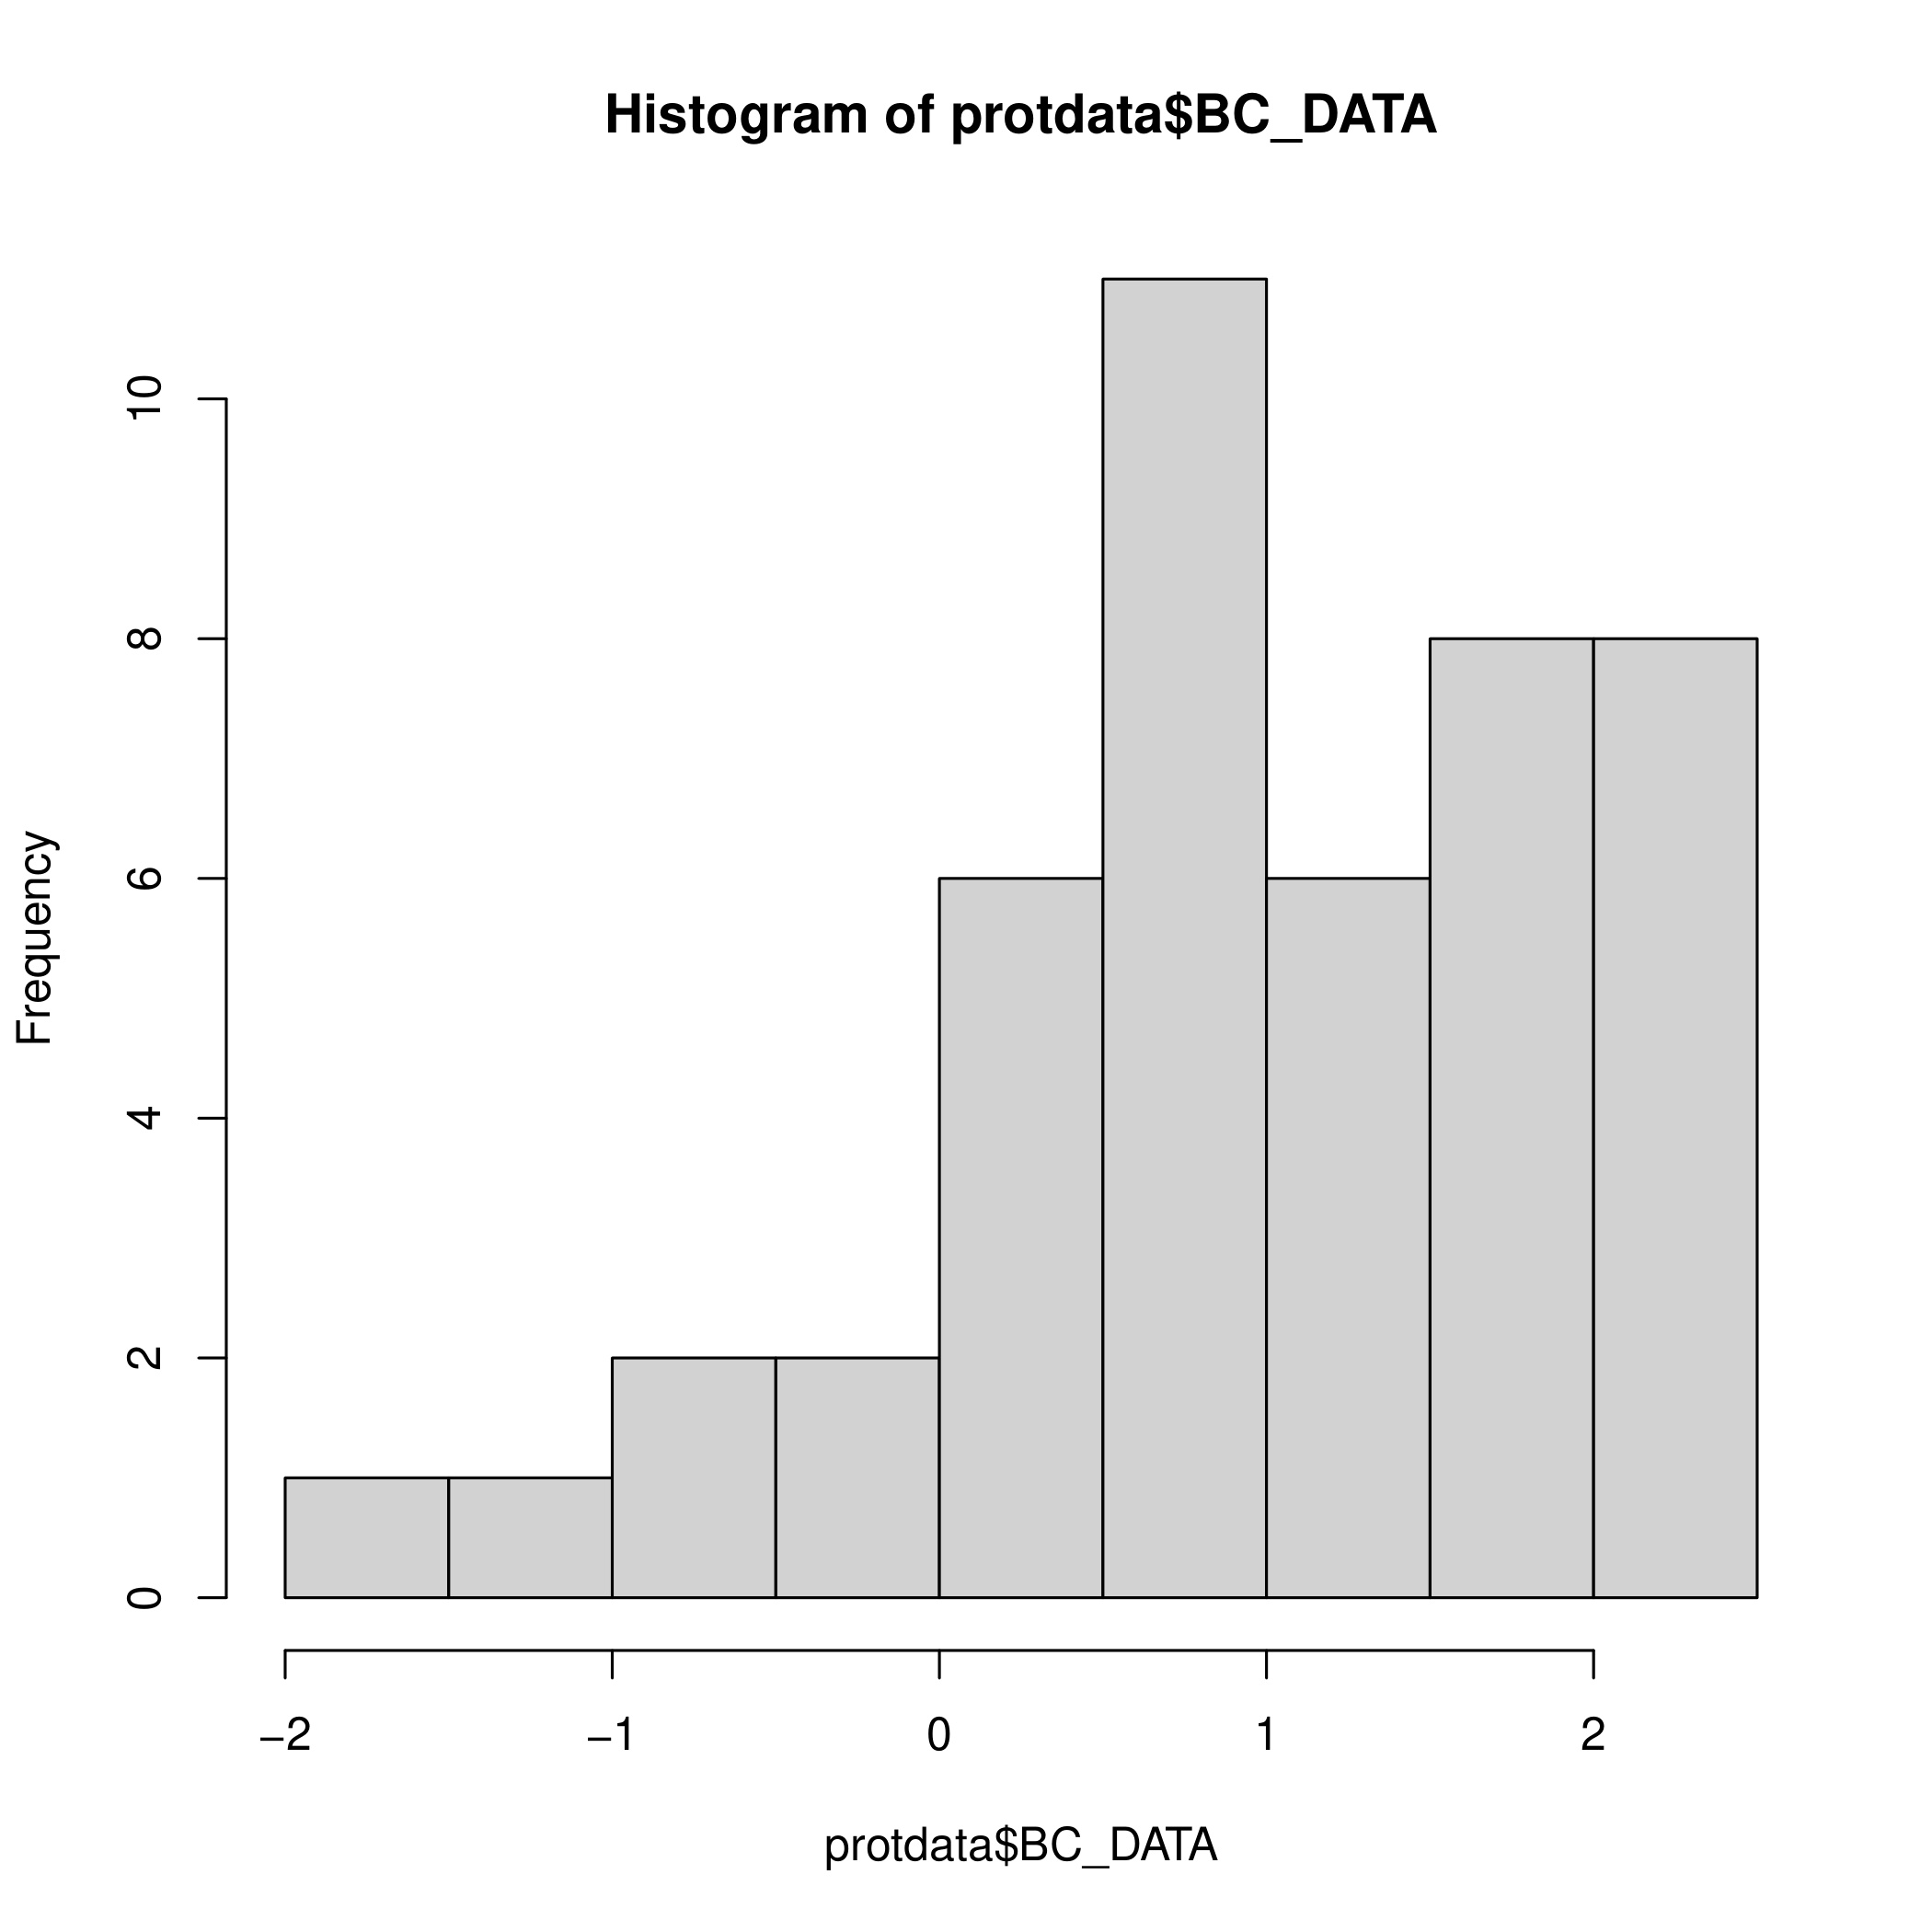 Histogram of protdata$BC_DATA
Frequency
10
8
6
4
2
0
−2 −1 0 1 2
protdata$BC_DATA